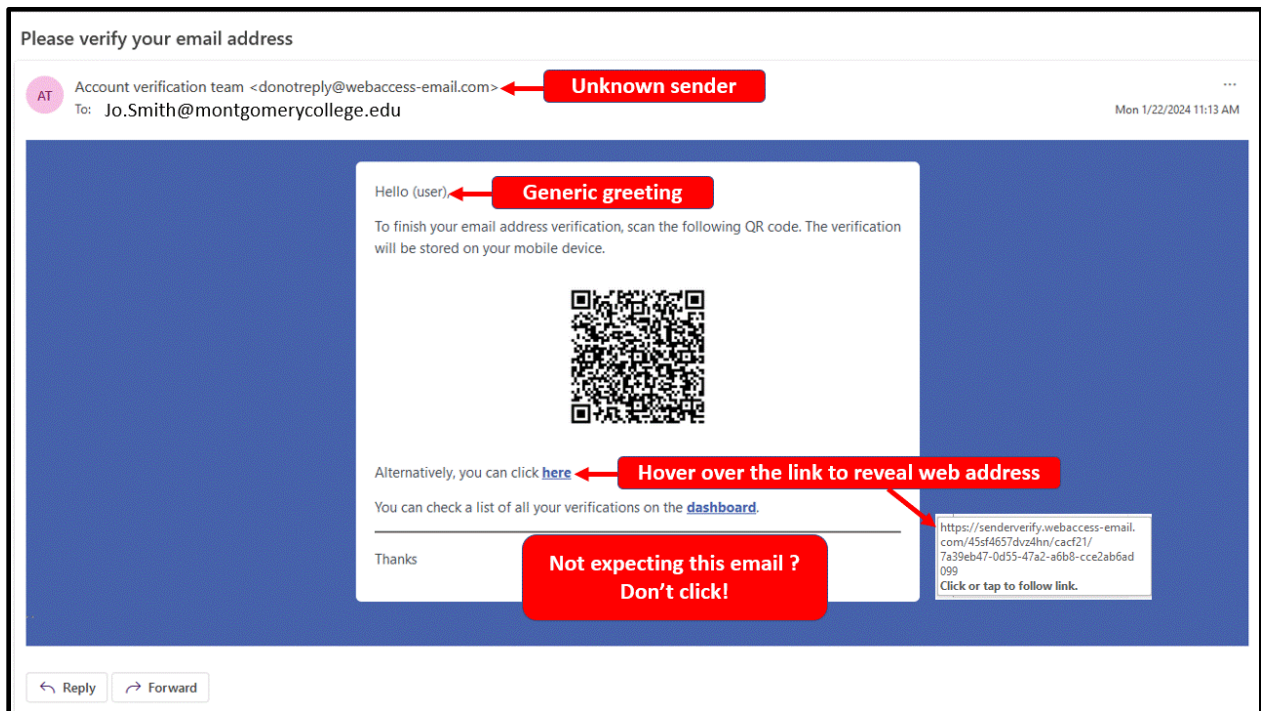 Please verify your email address
AT
Account verification team <donotreply@webaccess-email.com>
Unknown sender
...
To: Jo.Smith@montgomerycollege.edu
Mon 1/22/2024 11:13 AM
Hello (user),
Generic greeting
To finish your email address verification, scan the following QR code. The verification
will be stored on your mobile device.
Alternatively, you can click here
Hover over the link to reveal web address
You can check a list of all your verifications on the dashboard.
https://senderverify.webaccess-email.
com/45sf4657dvz4hn/cacf21/
7a39eb47-0d55-47a2-a6b8-cce2ab6ad
099
Click or tap to follow link.
Thanks
Not expecting this email ?
Don't click!
Reply
Forward